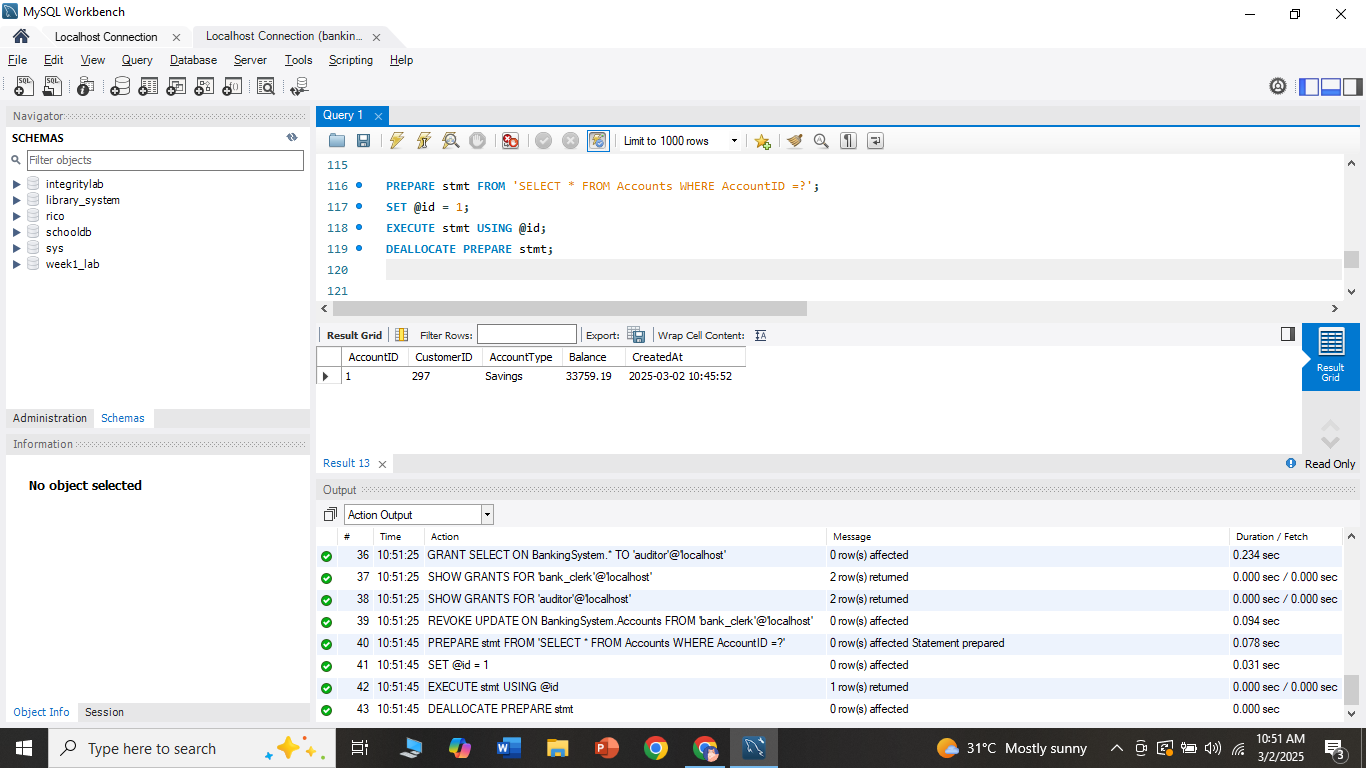 MySQL Workbench
Localhost Connection
Localhost Connection (bankin...
File Edit View Query Database Server Tools Scripting Help
Navigator
SCHEMAS
Filter objects
integritylab
library_system
rico
schooldb
sys
week1_lab
Administration Schemas
Information
No object selected
Object Info Session
Query 1
Limit to 1000 rows
115
116 PREPARE stmt FROM 'SELECT * FROM Accounts WHERE AccountID =?';
117 SET @id = 1;
118 EXECUTE stmt USING @id;
119 DEALLOCATE PREPARE stmt;
120
121
Result Grid Filter Rows: Export: Wrap Cell Content:
AccountID CustomerID AccountType Balance CreatedAt
1 297 Savings 33759.19 2025-03-02 10:45:52
Result Grid
Result 13
Read Only
Output
Action Output
# Time Action Message Duration / Fetch
36 10:51:25 GRANT SELECT ON BankingSystem.* TO 'auditor'@'localhost' 0 row(s) affected 0.234 sec
37 10:51:25 SHOW GRANTS FOR 'bank_clerk'@'localhost' 2 row(s) returned 0.000 sec / 0.000 sec
38 10:51:25 SHOW GRANTS FOR 'auditor'@'localhost' 2 row(s) returned 0.000 sec / 0.000 sec
39 10:51:25 REVOKE UPDATE ON BankingSystem.Accounts FROM 'bank_clerk'@'localhost' 0 row(s) affected 0.094 sec
40 10:51:45 PREPARE stmt FROM 'SELECT * FROM Accounts WHERE AccountID =?' 0 row(s) affected Statement prepared 0.078 sec
41 10:51:45 SET @id = 1 0 row(s) affected 0.031 sec
42 10:51:45 EXECUTE stmt USING @id 1 row(s) returned 0.000 sec / 0.000 sec
43 10:51:45 DEALLOCATE PREPARE stmt 0 row(s) affected 0.000 sec
Type here to search
31°C Mostly sunny
10:51 AM
3/2/2025
3